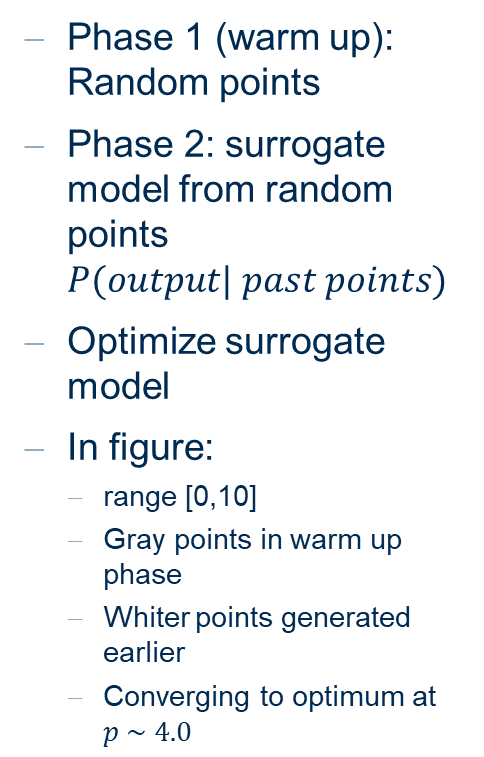 – Phase 1 (warm up):
Random points
– Phase 2: surrogate
model from random
points
P(output| past points)
– Optimize surrogate
model
– In figure:
– range [0,10]
– Gray points in warm up
phase
– Whiter points generated
earlier
– Converging to optimum at
p ~ 4.0